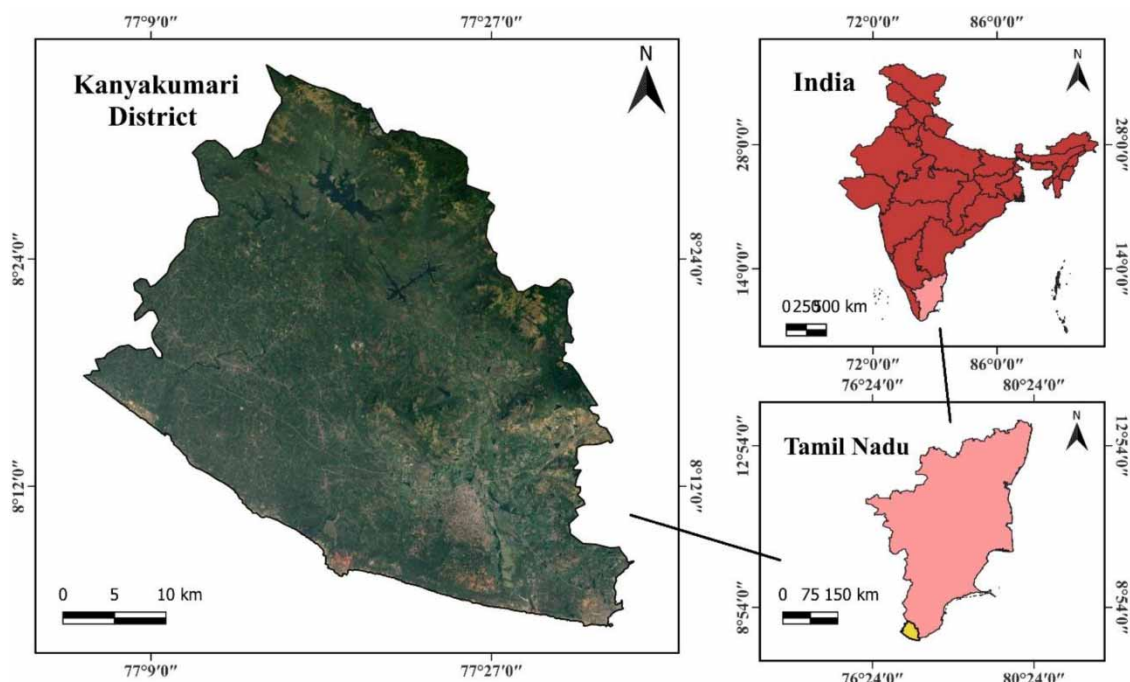 77°9′0″ 77°27′0″
Kanyakumari
District
N
8°24′0″
8°12′0″
8°24′0″
8°12′0″
0 5 10 km
77°9′0″ 77°27′0″
72°0′0″ 86°0′0″
India
N
28°0′0″
14°0′0″
28°0′0″
14°0′0″
0 250 500 km
72°0′0″ 86°0′0″
76°24′0″ 80°24′0″
Tamil Nadu
N
12°54′0″
8°54′0″
12°54′0″
8°54′0″
0 75 150 km
76°24′0″ 80°24′0″